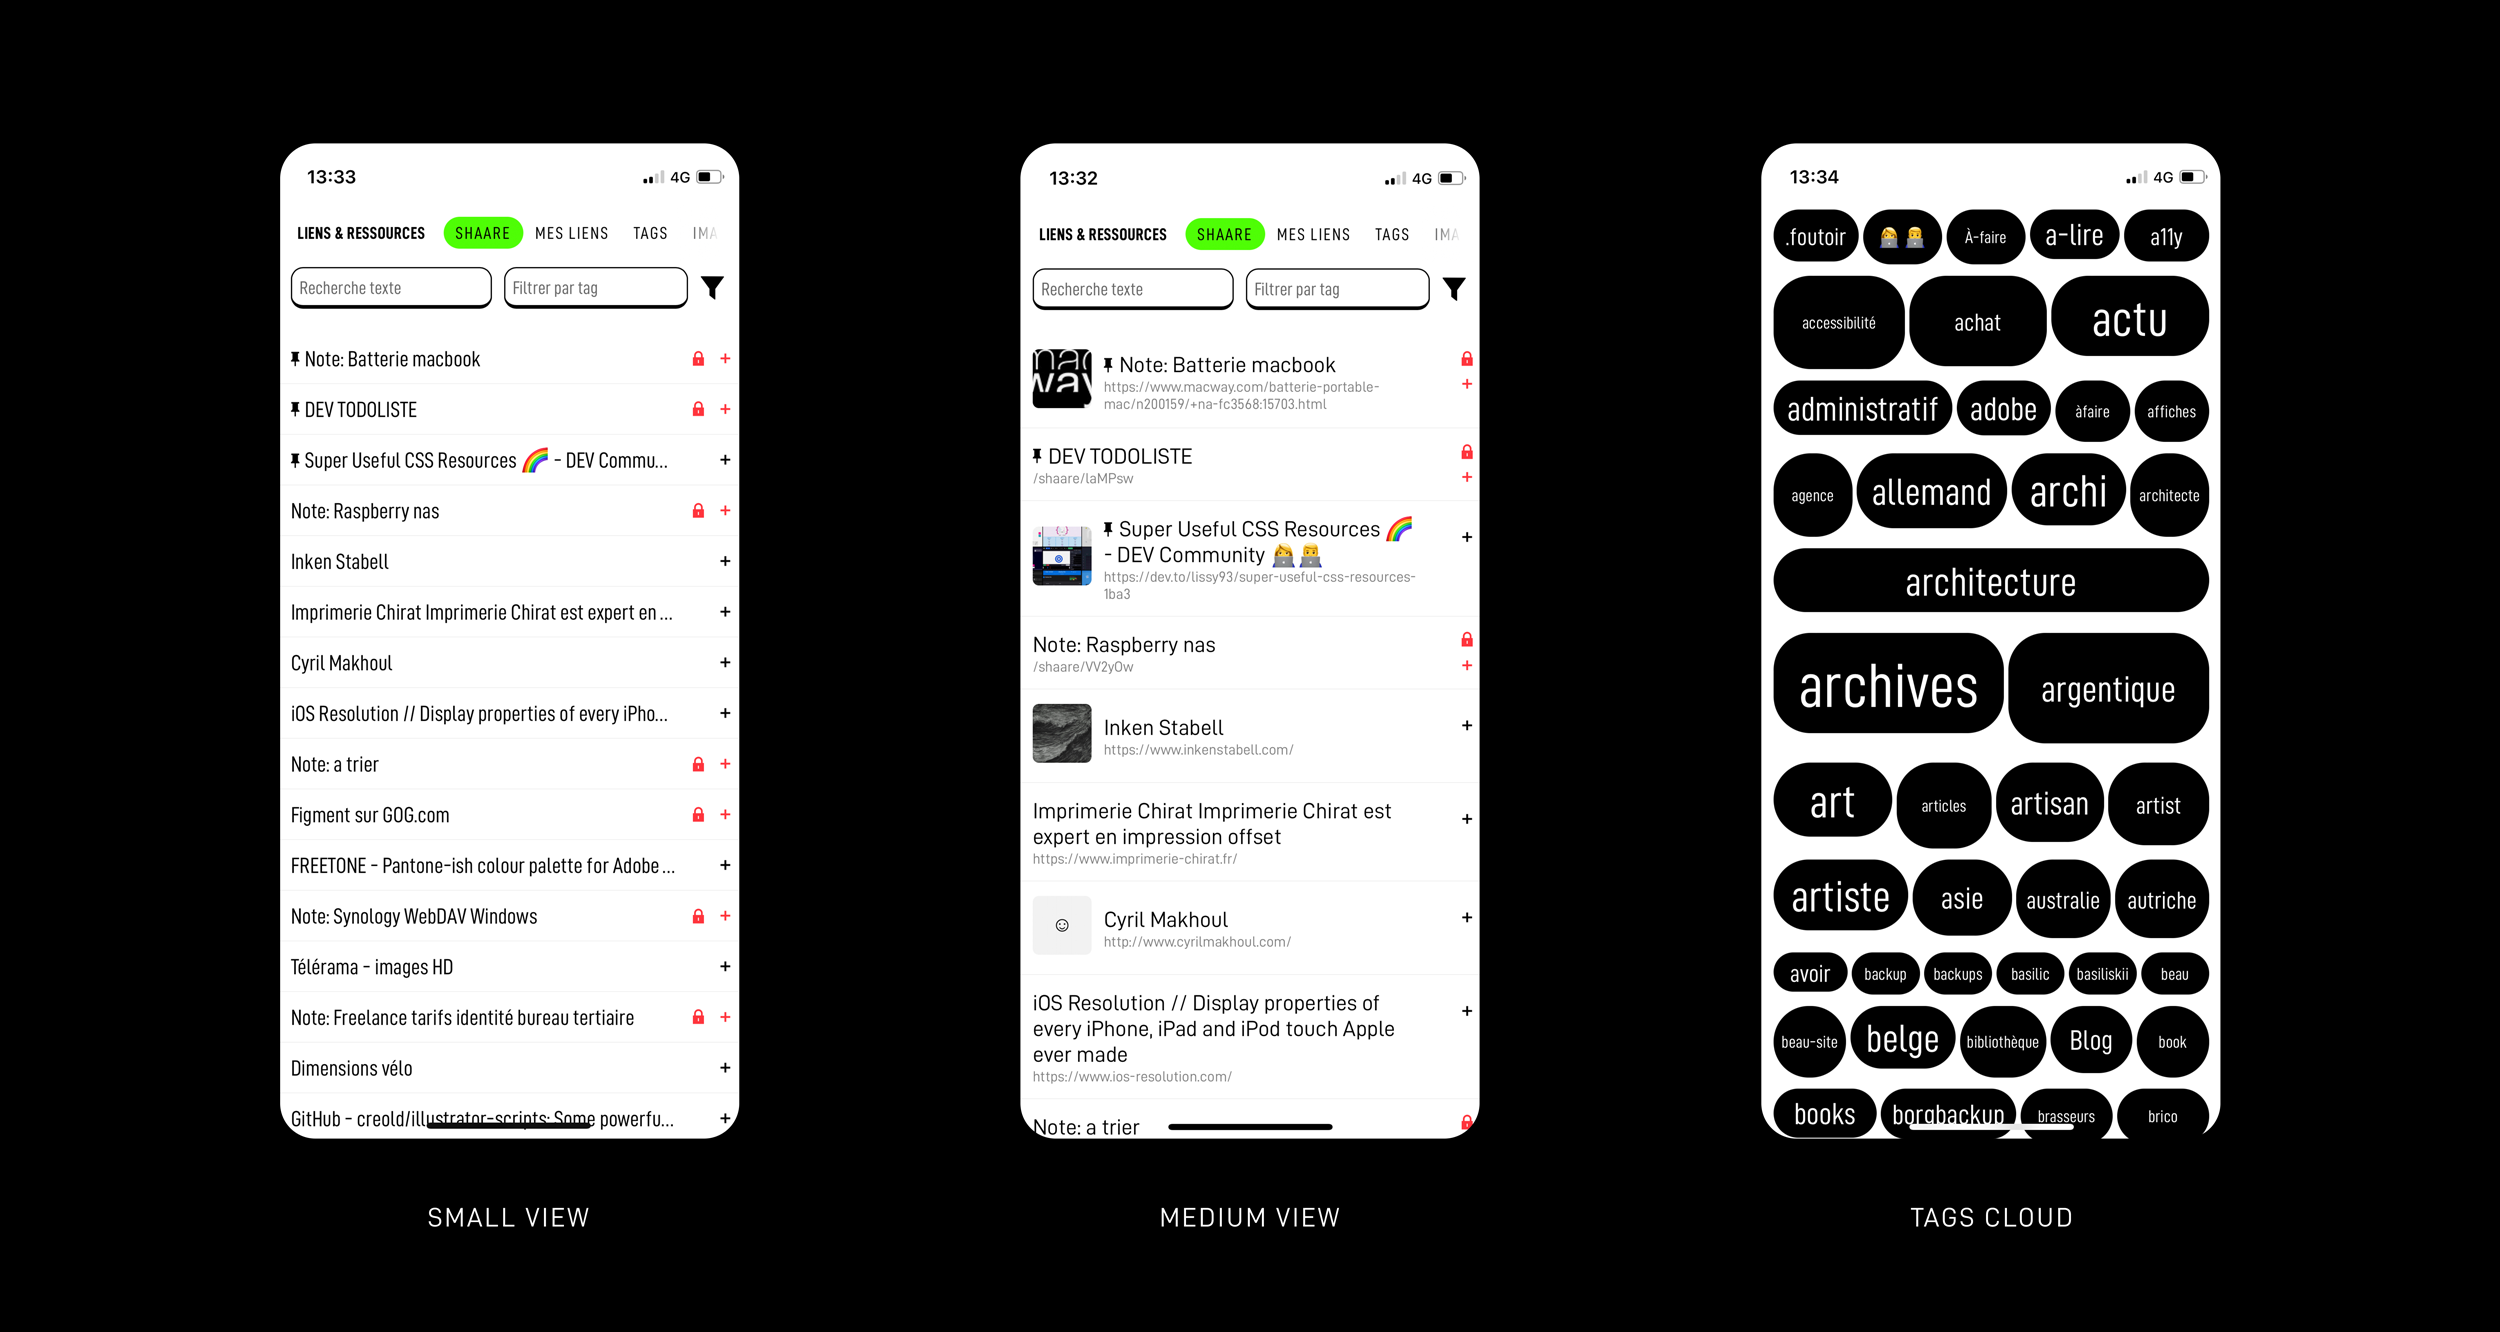 13:33
4G
LIENS & RESSOURCES SHAARE MES LIENS TAGS IMA
Recherche texte Filtrer par tag
Note: Batterie macbook +
DEV TODOLISTE +
Super Useful CSS Resources 🌈 - DEV Commu... +
Note: Raspberry nas +
Inken Stabell +
Imprimerie Chirat Imprimerie Chirat est expert en ... +
Cyril Makhoul +
iOS Resolution // Display properties of every iPho... +
Note: a trier +
Figment sur GOG.com +
FREETONE - Pantone-ish colour palette for Adobe ... +
Note: Synology WebDAV Windows +
Télérama - images HD +
Note: Freelance tarifs identité bureau tertiaire +
Dimensions vélo +
GitHub - creold/illustrator-scripts: Some powerfu... +
SMALL VIEW
13:32
4G
LIENS & RESSOURCES SHAARE MES LIENS TAGS IMA
Recherche texte Filtrer par tag
mac
way
Note: Batterie macbook
https://www.macway.com/batterie-portable-
mac/n200159/+na-fc3568:15703.html
+
DEV TODOLISTE
/shaare/laMPsw
+
Super Useful CSS Resources 🌈
- DEV Community 👩‍💻👨‍💻
https://dev.to/lissy93/super-useful-css-resources-
1ba3
+
Note: Raspberry nas
/shaare/VV2yOw
+
Inken Stabell
https://www.inkenstabell.com/
+
Imprimerie Chirat Imprimerie Chirat est
expert en impression offset
https://www.imprimerie-chirat.fr/
+
Cyril Makhoul
http://www.cyrilmakhoul.com/
+
iOS Resolution // Display properties of
every iPhone, iPad and iPod touch Apple
ever made
https://www.ios-resolution.com/
+
Note: a trier
MEDIUM VIEW
13:34
4G
.foutoir 👩‍💻 👨‍💻 À-faire a-lire a11y
accessibilité achat actu
administratif adobe àfaire affiches
agence allemand archi architecte
architecture
archives argentique
art articles artisan artist
artiste asie australie autriche
avoir backup backups basilic basiliskii beau
beau-site belge bibliothèque Blog book
books borgbackup brasseurs brico
TAGS CLOUD